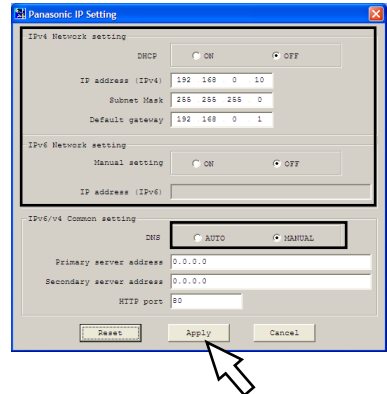 Panasonic IP Setting
IPv4 Network setting
DHCP ON OFF
IP address (IPv4) 192 168 0 10
Subnet Mask 255 255 255 0
Default gateway 192 168 0 1
IPv6 Network setting
Manual setting ON OFF
IP address (IPv6)
IPv6/v4 Common setting
DNS AUTO MANUAL
Primary server address 0.0.0.0
Secondary server address 0.0.0.0
HTTP port 80
Reset Apply Cancel